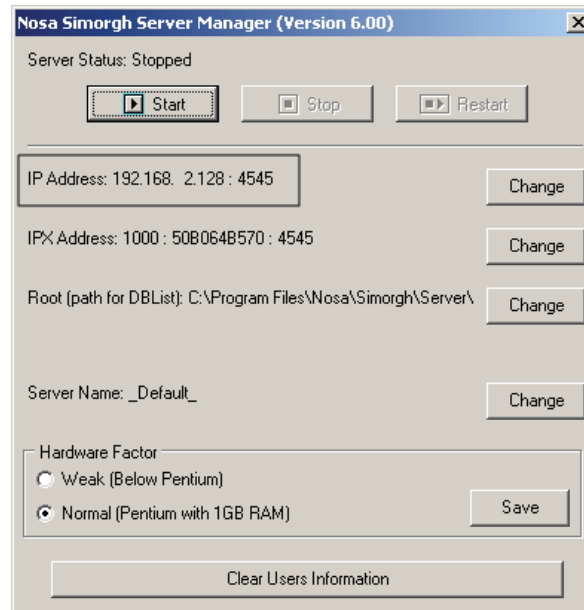 Nosa Simorgh Server Manager (Version 6.00)
Server Status: Stopped
Start
Stop
Restart
IP Address: 192.168.  2.128 : 4545
Change
IPX Address: 1000 : 50B064B570 : 4545
Change
Root (path for DBList): C:\Program Files\Nosa\Simorgh\Server\
Change
Server Name: _Default_
Change
Hardware Factor
Weak (Below Pentium)
Normal (Pentium with 1GB RAM)
Save
Clear Users Information